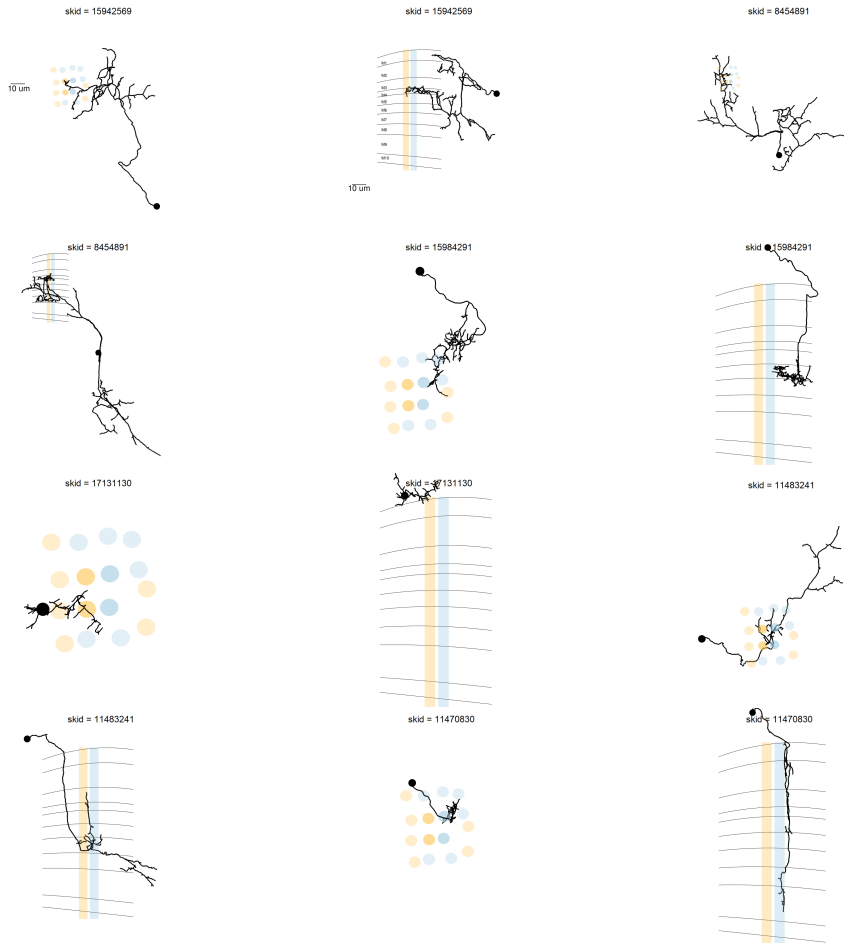 skid = 15942569
skid = 15942569
skid = 8454891
10 um
M1
M2
M3
M4
M5
M6
M7
M8
M9
M10
10 um
skid = 8454891
skid = 15984291
skid = 15984291
skid = 17131130
skid = 17131130
skid = 11483241
skid = 11483241
skid = 11470830
skid = 11470830